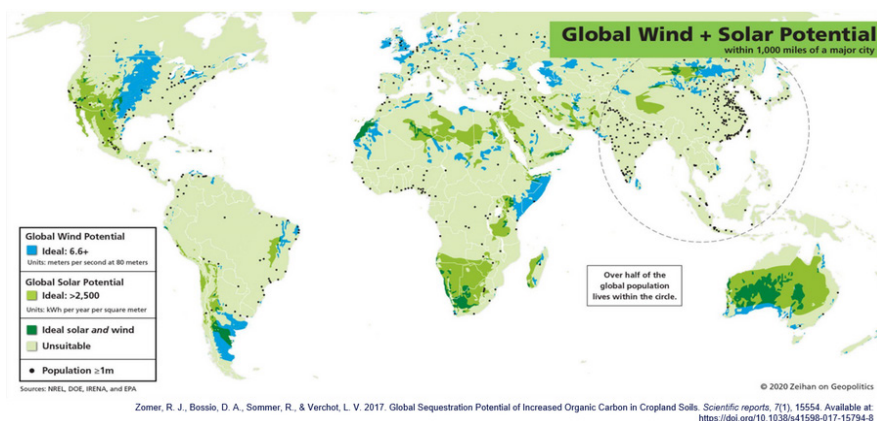 Global Wind + Solar Potential
within 1,000 miles of a major city
Global Wind Potential
Ideal: 6.6+
Units: meters per second at 80 meters
Global Solar Potential
Ideal: >2,500
Units: kWh per year per square meter
Ideal solar and wind
Unsuitable
Population ≥1m
Sources: NREL, DOE, IRENA, and EPA
Over half of the
global population
lives within the circle.
© 2020 Zeihan on Geopolitics
Zomer, R. J., Bossio, D. A., Sommer, R., & Verchot, L. V. 2017. Global Sequestration Potential of Increased Organic Carbon in Cropland Soils. Scientific reports, 7(1), 15554. Available at:
https://doi.org/10.1038/s41598-017-15794-8